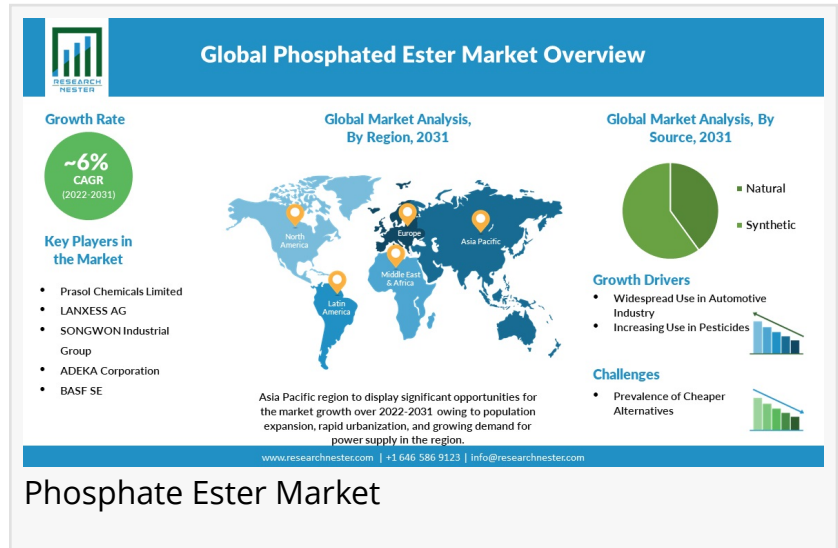 RESEARCH
NESTER
Global Phosphated Ester Market Overview
Growth Rate
~6%
CAGR
(2022-2031)
Key Players in
the Market
• Prasol Chemicals Limited
• LANXESS AG
• SONGWON Industrial
Group
• ADEKA Corporation
• BASF SE
Global Market Analysis,
By Region, 2031
North
America
Latin
America
Europe
Middle East
& Africa
Asia Pacific
Asia Pacific region to display significant opportunities for
the market growth over 2022-2031 owing to population
expansion, rapid urbanization, and growing demand for
power supply in the region.
Global Market Analysis, By
Source, 2031
Natural
Synthetic
Growth Drivers
• Widespread Use in Automotive
Industry
• Increasing Use in Pesticides
Challenges
• Prevalence of Cheaper
Alternatives
www.researchnester.com | +1 646 586 9123 | info@researchnester.com
Phosphate Ester Market